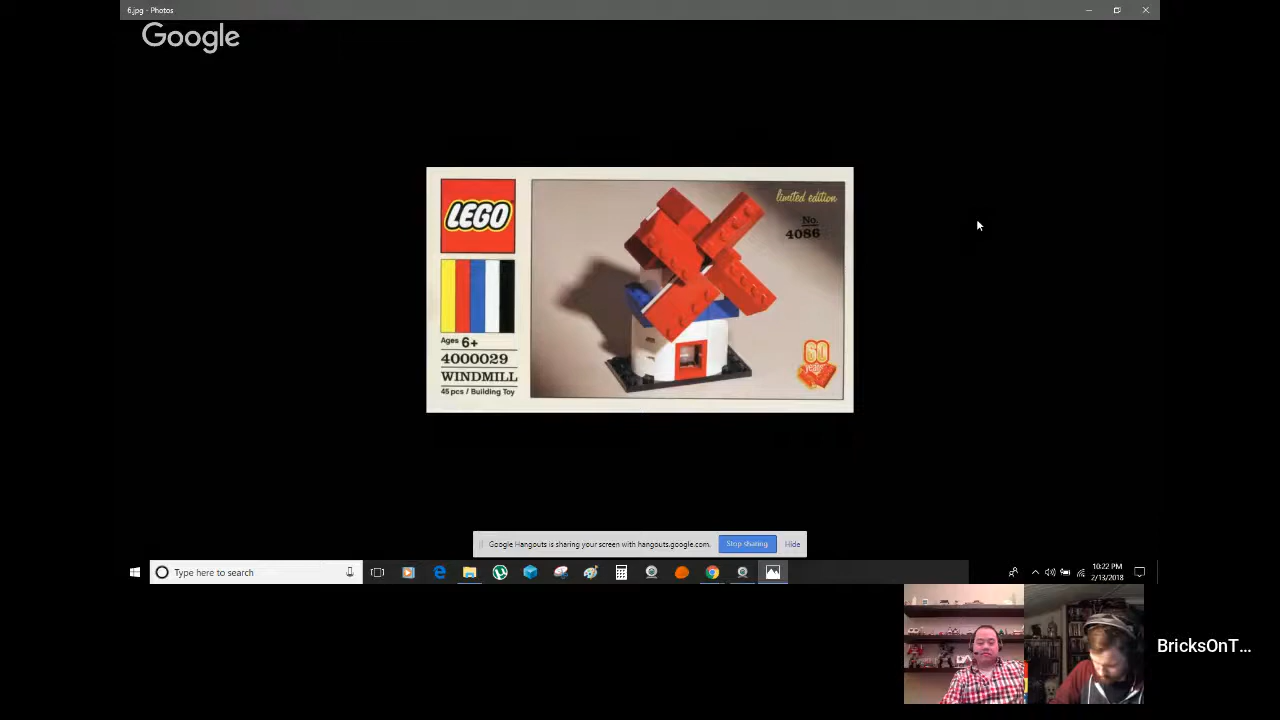 6.jpg - Photos
Google
LEGO
limited edition
No.
4086
Ages 6+
4000029
WINDMILL
45 pcs / Building Toy
60
years
Google Hangouts is sharing your screen with hangouts.google.com.
Stop sharing
Hide
Type here to search
10:22 PM
2/13/2018
BricksOnT...